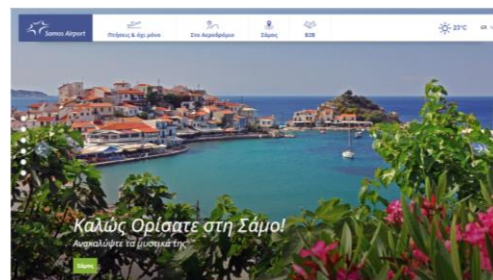 Samos Airport
Πτήσεις & όχι μόνο
Στο Αεροδρόμιο
Σάμος
B2B
23°C
GR
Καλώς Ορίσατε στη Σάμο!
Ανακαλύψτε τα μυστικά της
Σάμος